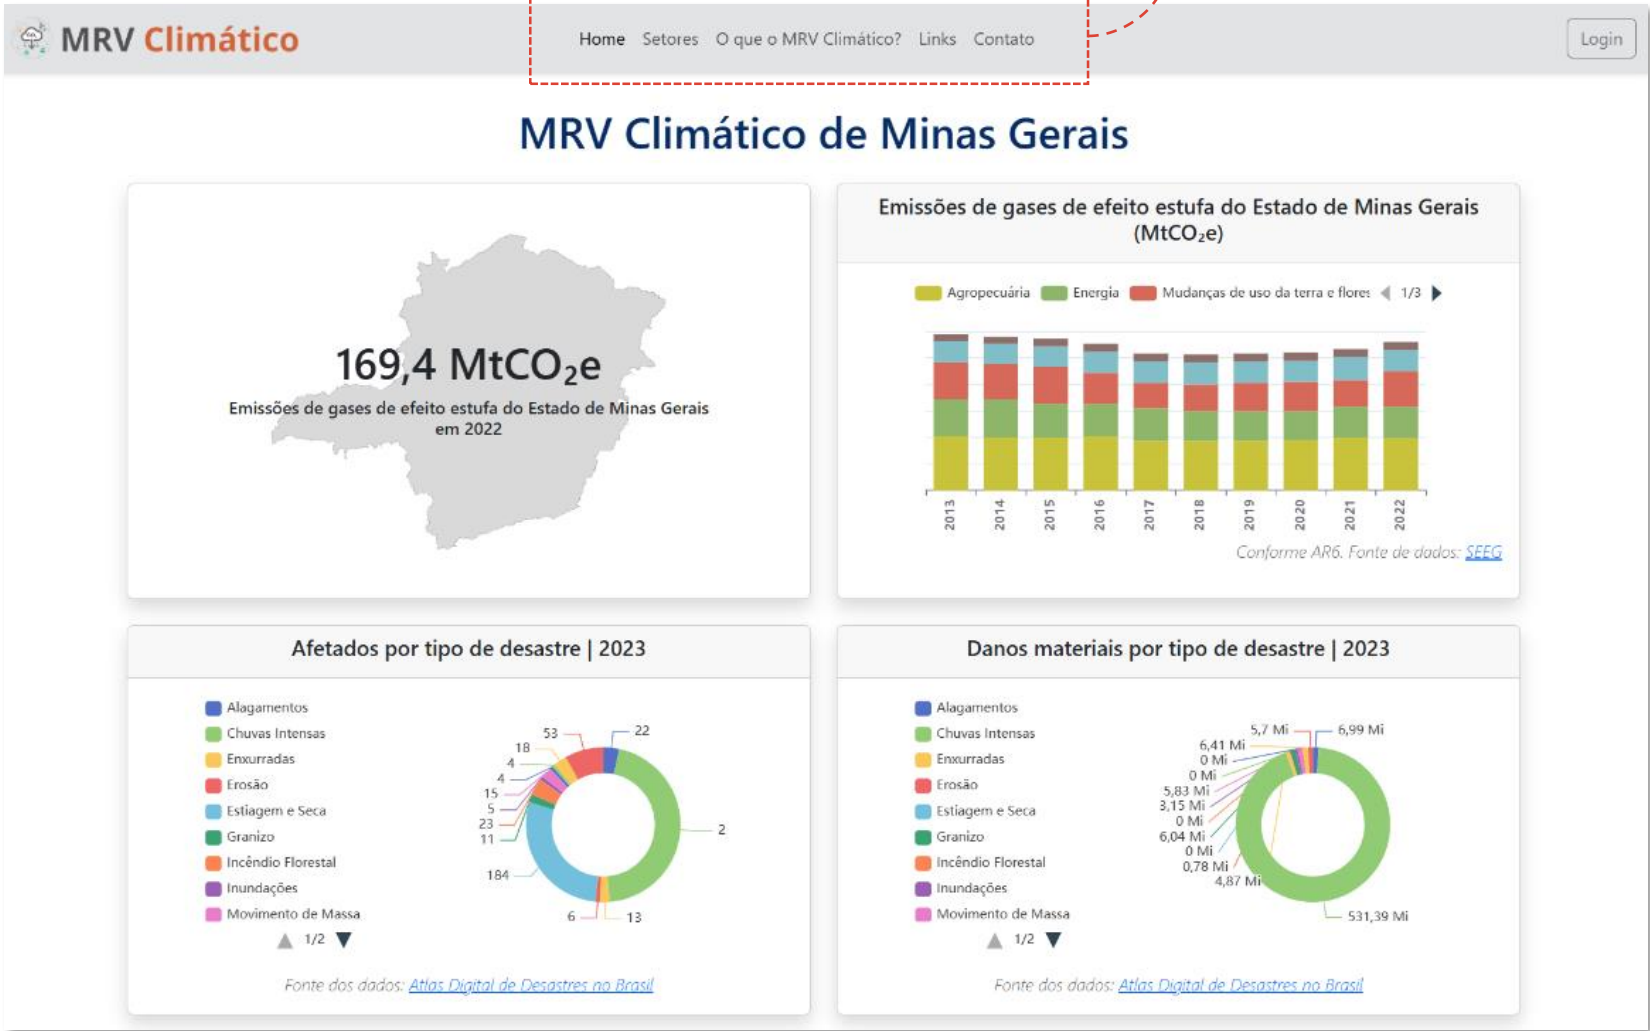 MRV Climático
Home Setores O que o MRV Climático? Links Contato
Login
MRV Climático de Minas Gerais
169,4 MtCO₂e
Emissões de gases de efeito estufa do Estado de Minas Gerais
em 2022
Emissões de gases de efeito estufa do Estado de Minas Gerais
(MtCO₂e)
Agropecuária Energia Mudanças de uso da terra e flores 1/3
2013 2014 2015 2016 2017 2018 2019 2020 2021 2022
Conforme AR6. Fonte de dados: SEEG
Afetados por tipo de desastre | 2023
Alagamentos
Chuvas Intensas
Enxurradas
Erosão
Estiagem e Seca
Granizo
Incêndio Florestal
Inundações
Movimento de Massa
1/2
53
22
18
4
4
15
5
23
11
2
184
6
13
Fonte dos dados: Atlas Digital de Desastres no Brasil
Danos materiais por tipo de desastre | 2023
Alagamentos
Chuvas Intensas
Enxurradas
Erosão
Estiagem e Seca
Granizo
Incêndio Florestal
Inundações
Movimento de Massa
1/2
5,7 Mi
6,99 Mi
6,41 Mi
0 Mi
0 Mi
5,83 Mi
3,15 Mi
0 Mi
6,04 Mi
0 Mi
0,78 Mi
4,87 Mi
531,39 Mi
Fonte dos dados: Atlas Digital de Desastres no Brasil